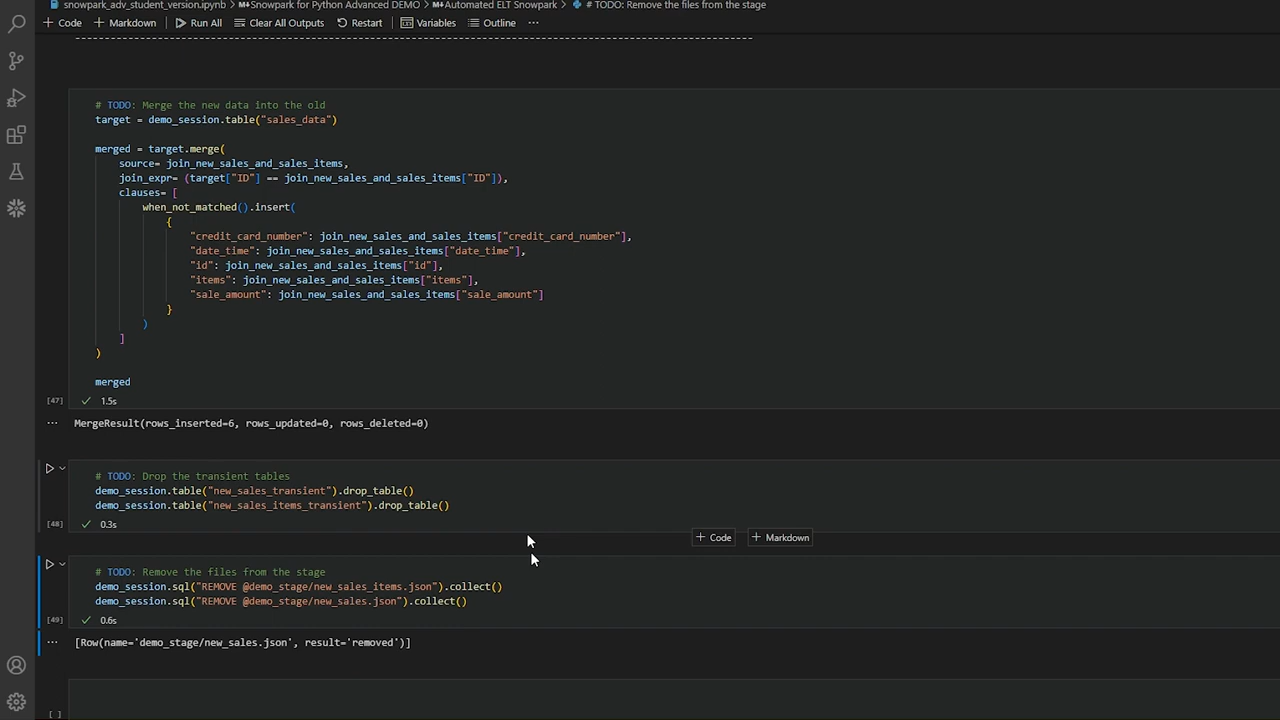 snowpark_adv_student_version.ipynb > Snowpark for Python Advanced DEMO > Automated ELT Snowpark > # TODO: Remove the files from the stage
+ Code + Markdown Run All Clear All Outputs Restart Variables Outline ...
# TODO: Merge the new data into the old
target = demo_session.table("sales_data")
merged = target.merge(
source= join_new_sales_and_sales_items,
join_expr= (target["ID"] == join_new_sales_and_sales_items["ID"]),
clauses= [
when_not_matched().insert(
{
"credit_card_number": join_new_sales_and_sales_items["credit_card_number"],
"date_time": join_new_sales_and_sales_items["date_time"],
"id": join_new_sales_and_sales_items["id"],
"items": join_new_sales_and_sales_items["items"],
"sale_amount": join_new_sales_and_sales_items["sale_amount"]
}
)
]
)
merged
[47] 1.5s
... MergeResult(rows_inserted=6, rows_updated=0, rows_deleted=0)
# TODO: Drop the transient tables
demo_session.table("new_sales_transient").drop_table()
demo_session.table("new_sales_items_transient").drop_table()
[48] 0.3s
+ Code + Markdown
# TODO: Remove the files from the stage
demo_session.sql("REMOVE @demo_stage/new_sales_items.json").collect()
demo_session.sql("REMOVE @demo_stage/new_sales.json").collect()
[49] 0.6s
... [Row(name='demo_stage/new_sales.json', result='removed')]
[ ]